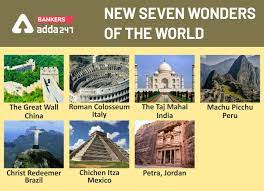 BANKERS
adda247
NEW SEVEN WONDERS
OF THE WORLD
The Great Wall
China
Roman Colosseum
Italy
The Taj Mahal
India
Machu Picchu
Peru
Christ Redeemer
Brazil
Chichen Itza
Mexico
Petra, Jordan